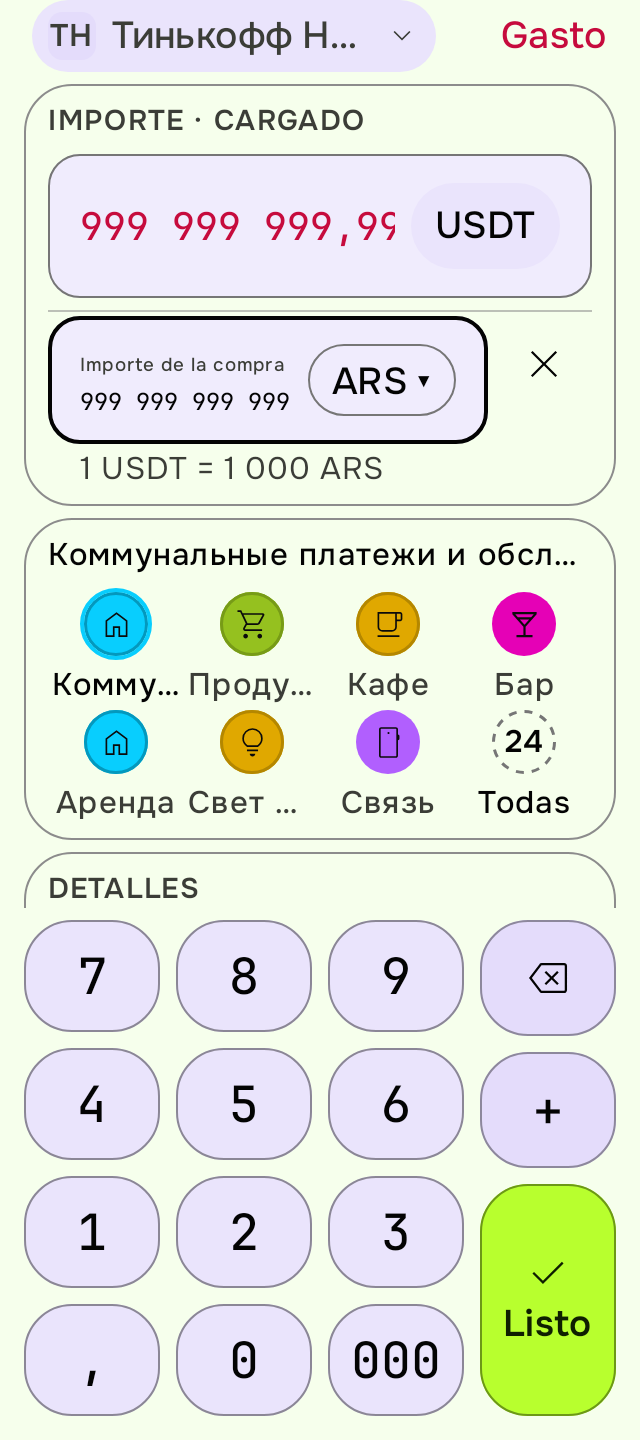 TH Тинькофф Н... Gasto
IMPORTE · CARGADO
999 999 999,99 USDT
Importe de la compra
999 999 999 999 ARS ▾
1 USDT = 1 000 ARS
Коммунальные платежи и обсл...
Комму... Проду... Кафе Бар
24
Аренда Свет ... Связь Todas
DETALLES
7 8 9
4 5 6 +
1 2 3
Listo
, 0 000